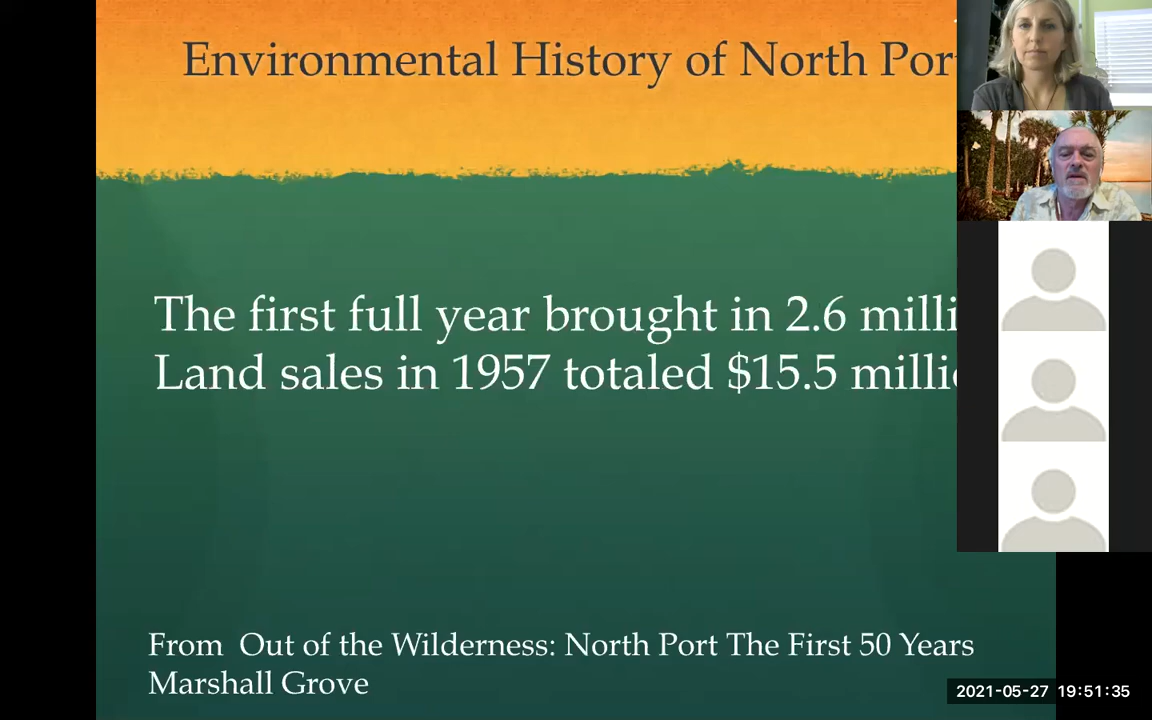 Environmental History of North Por
The first full year brought in 2.6 milli
Land sales in 1957 totaled $15.5 milli
From Out of the Wilderness: North Port The First 50 Years
Marshall Grove
2021-05-27 19:51:35